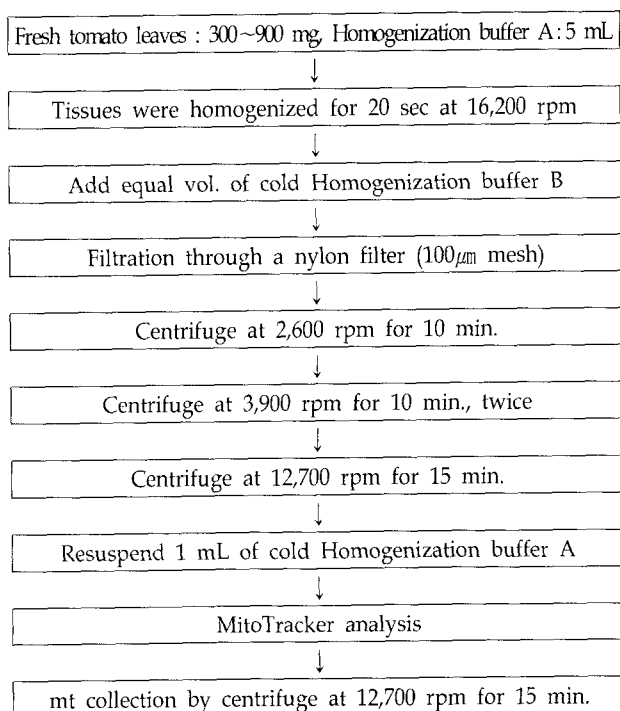 Fresh tomato leaves : 300~900 mg, Homogenization buffer A : 5 mL
↓
Tissues were homogenized for 20 sec at 16,200 rpm
↓
Add equal vol. of cold Homogenization buffer B
↓
Filtration through a nylon filter (100㎛ mesh)
↓
Centrifuge at 2,600 rpm for 10 min.
↓
Centrifuge at 3,900 rpm for 10 min., twice
↓
Centrifuge at 12,700 rpm for 15 min.
↓
Resuspend 1 mL of cold Homogenization buffer A
↓
MitoTracker analysis
↓
mt collection by centrifuge at 12,700 rpm for 15 min.